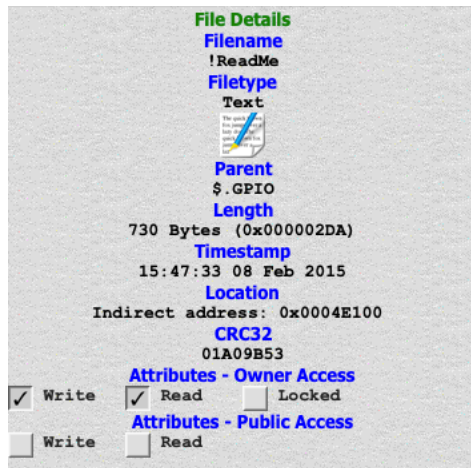 File Details
Filename
!ReadMe
Filetype
Text
Parent
$.GPIO
Length
730 Bytes (0x000002DA)
Timestamp
15:47:33 08 Feb 2015
Location
Indirect address: 0x0004E100
CRC32
01A09B53
Attributes - Owner Access
Write Read Locked
Attributes - Public Access
Write Read